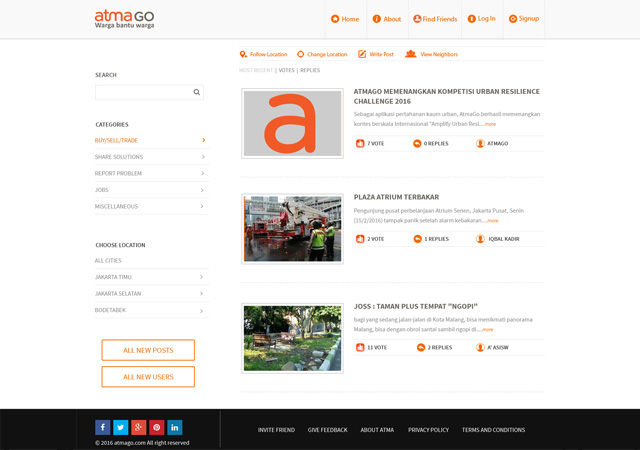 atmaGO
Warga bantu warga
Home
About
Find Friends
Log In
Signup
Follow Location
Change Location
Write Post
View Neighbors
MOST RECENT | VOTES | REPLIES
SEARCH
CATEGORIES
BUY/SELL/TRADE
SHARE SOLUTIONS
REPORT PROBLEM
JOBS
MISCELLANEOUS
CHOOSE LOCATION
ALL CITIES
JAKARTA TIMU
JAKARTA SELATAN
BODETABEK
ALL NEW POSTS
ALL NEW USERS
a
ATMAGO MEMENANGKAN KOMPETISI URBAN RESILIENCE
CHALLENGE 2016
Sebagai aplikasi pertahanan kaum urban, AtmaGo berhasil memenangkan
kontes berskala Internasional "Amplify Urban Resi....more
7 VOTE
0 REPLIES
ATMAGO
PLAZA ATRIUM TERBAKAR
Pengunjung pusat perbelanjaan Atrium Senen, Jakarta Pusat, Senin
(15/2/2016) tampak panik setelah alarm kebakaran....more
2 VOTE
1 REPLIES
IQBAL KADIR
JOSS : TAMAN PLUS TEMPAT "NGOPI"
bagi yang sedang jalan-jalan di Kota Malang, bisa menikmati panorama
Malang, bisa dengan obrol santai sambil ngopi di....more
11 VOTE
2 REPLIES
A' ASISW
© 2016 atmago.com All right reserved
INVITE FRIEND
GIVE FEEDBACK
ABOUT ATMA
PRIVACY POLICY
TERMS AND CONDITIONS